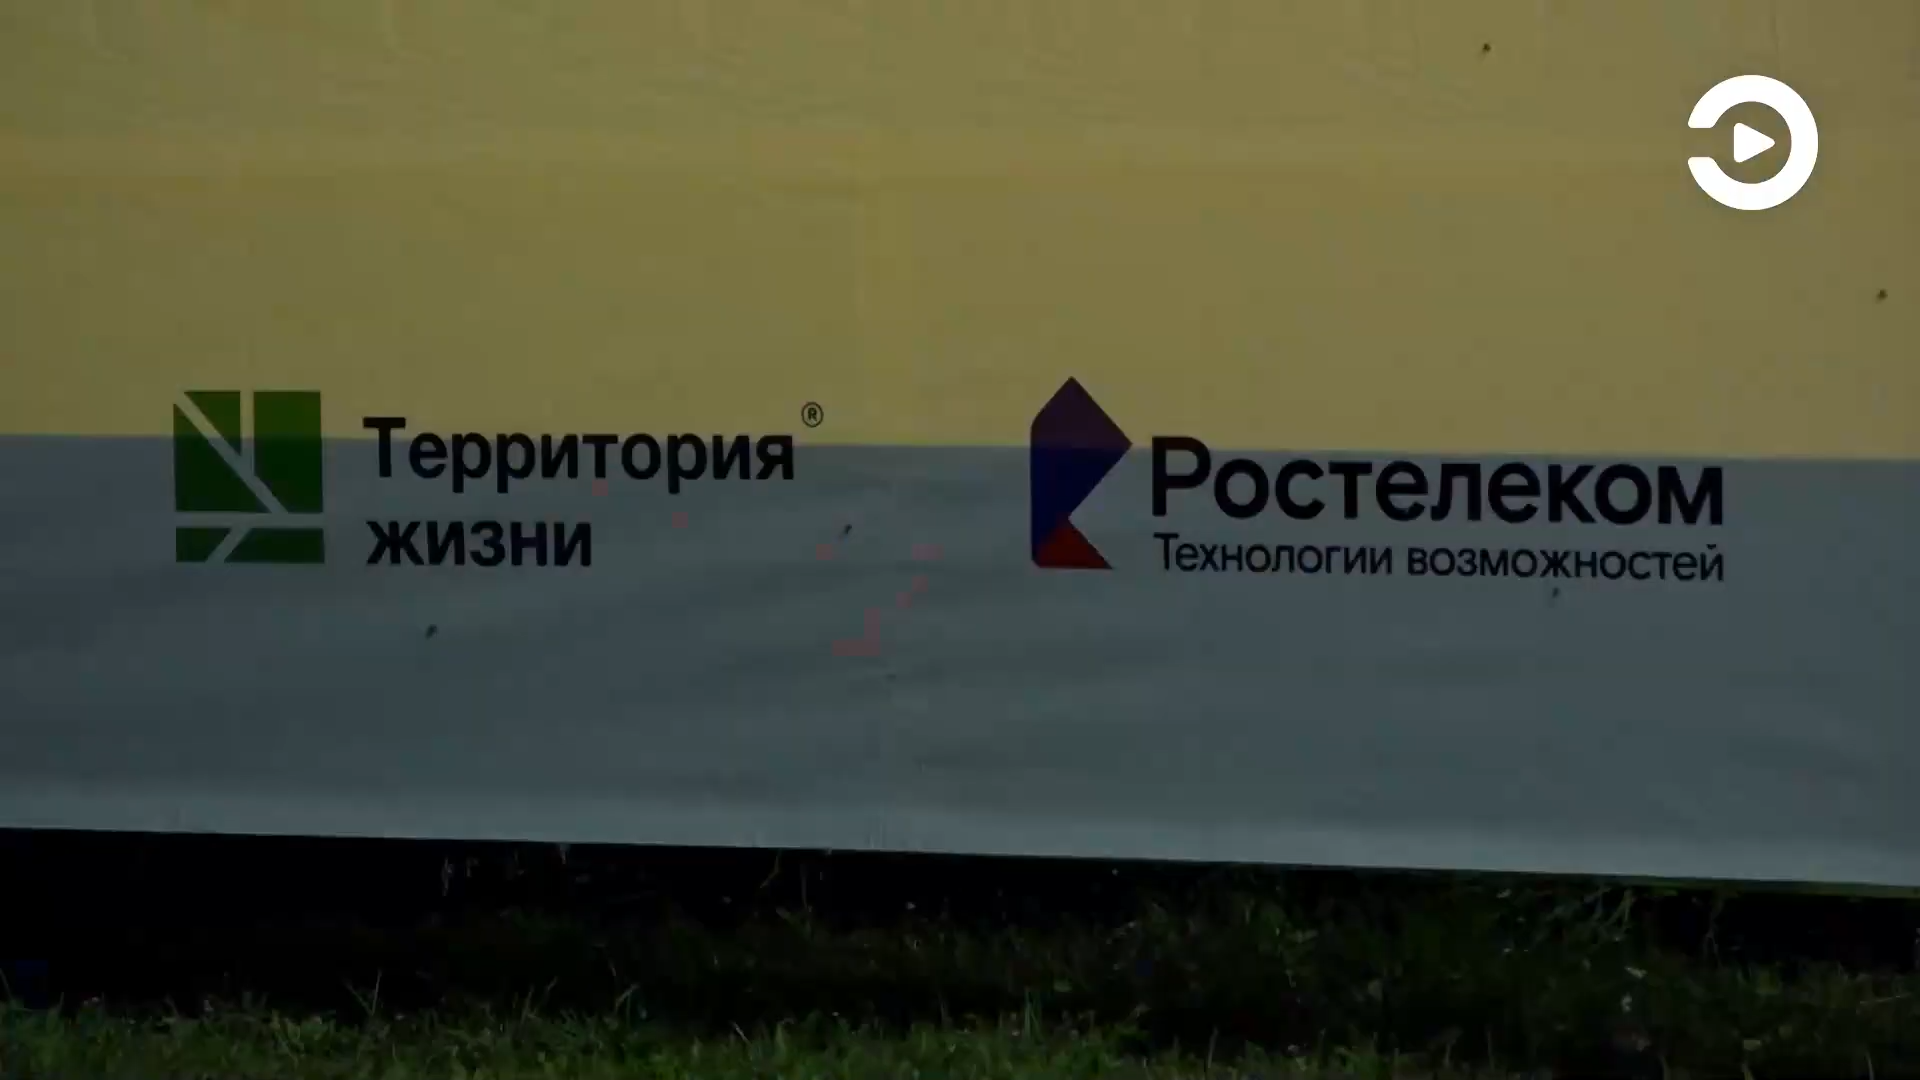 Территория®
жизни
Ростелеком
Технологии возможностей